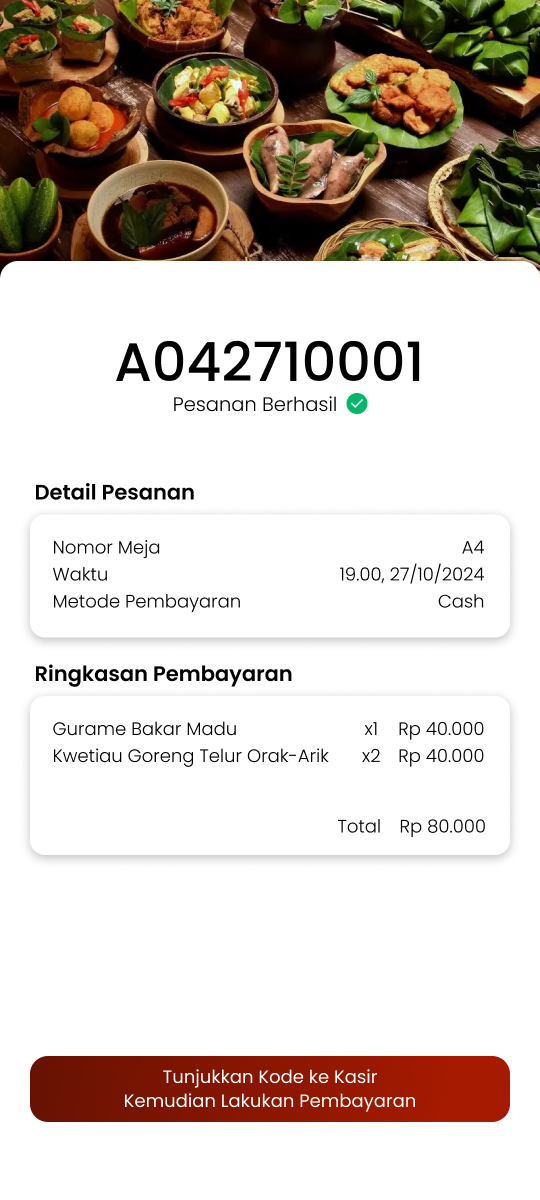 A042710001
Pesanan Berhasil
Detail Pesanan
Nomor Meja A4
Waktu 19.00, 27/10/2024
Metode Pembayaran Cash
Ringkasan Pembayaran
Gurame Bakar Madu x1 Rp 40.000
Kwetiau Goreng Telur Orak-Arik x2 Rp 40.000
Total Rp 80.000
Tunjukkan Kode ke Kasir
Kemudian Lakukan Pembayaran